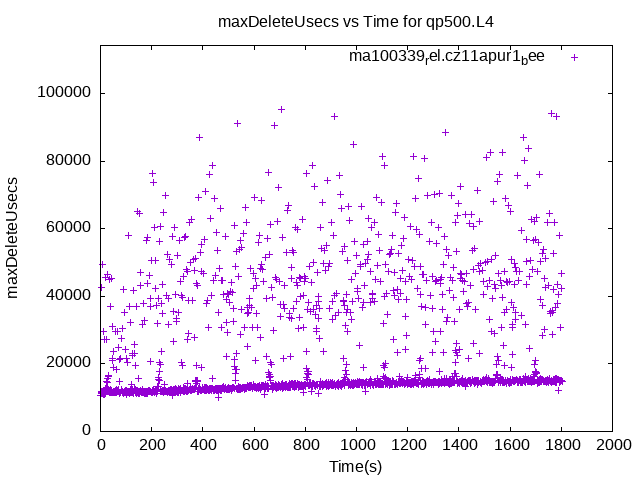 maxDeleteUsecs vs Time for qp500.L4
ma100339rel.cz11apur1bee
maxDeleteUsecs
100000
80000
60000
40000
20000
0
0 200 400 600 800 1000 1200 1400 1600 1800 2000
Time(s)